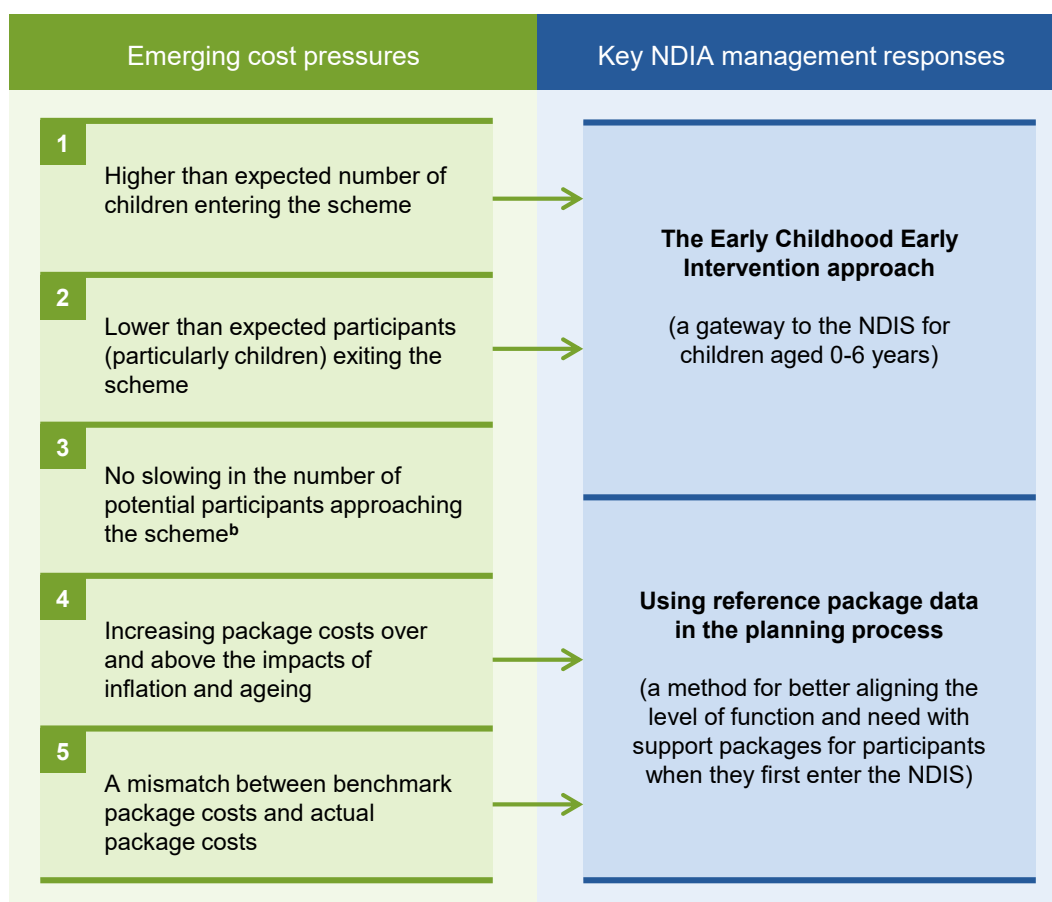 Emerging cost pressures
Key NDIA management responses
1
Higher than expected number of
children entering the scheme
2
Lower than expected participants
(particularly children) exiting the
scheme
3
No slowing in the number of
potential participants approaching
the schemeᵇ
4
Increasing package costs over
and above the impacts of
inflation and ageing
5
A mismatch between benchmark
package costs and actual
package costs
The Early Childhood Early
Intervention approach
(a gateway to the NDIS for
children aged 0-6 years)
Using reference package data
in the planning process
(a method for better aligning the
level of function and need with
support packages for participants
when they first enter the NDIS)